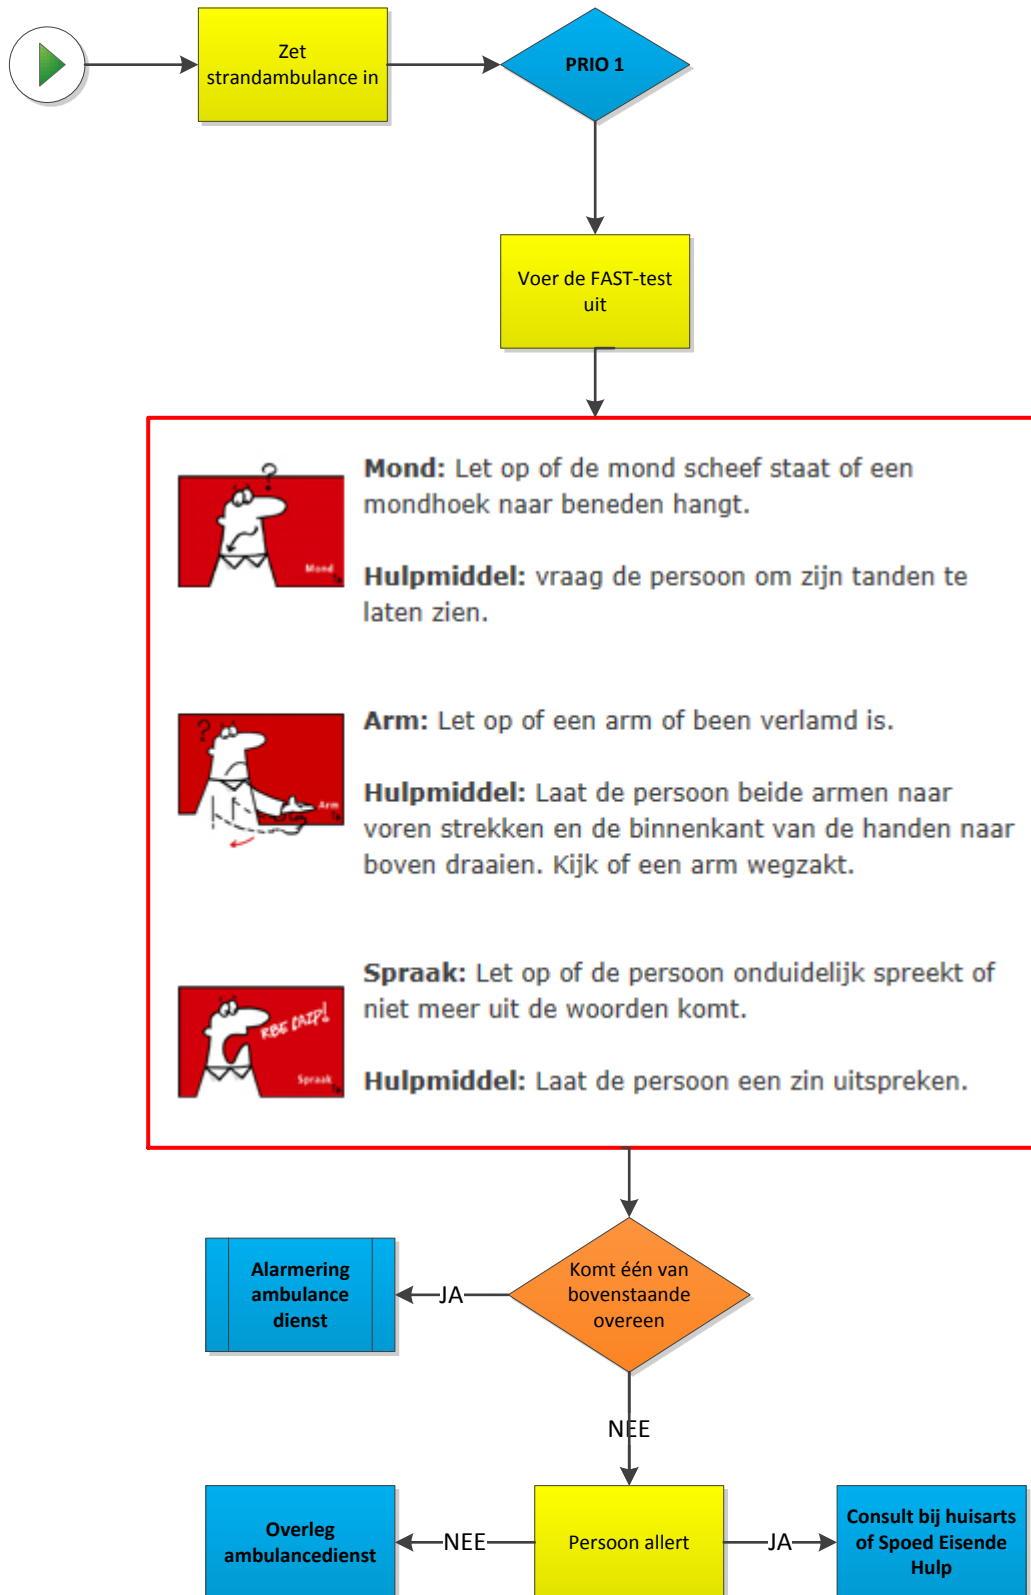 Zet
strandambulance in
PRIO 1
Voer de FAST-test
uit
Mond: Let op of de mond scheef staat of een
mondhoek naar beneden hangt.
Mond
Hulpmiddel: vraag de persoon om zijn tanden te
laten zien.
Arm: Let op of een arm of been verlamd is.
?
?
Arm
Hulpmiddel: Laat de persoon beide armen naar
voren strekken en de binnenkant van de handen naar
boven draaien. Kijk of een arm wegzakt.
Spraak: Let op of de persoon onduidelijk spreekt of
niet meer uit de woorden komt.
Spraak
Hulpmiddel: Laat de persoon een zin uitspreken.
Komt één van
bovenstaande
overeen
JA
Alarmering
ambulance
dienst
NEE
Persoon allert
NEE
Overleg
ambulancedienst
JA
Consult bij huisarts
of Spoed Eisende
Hulp